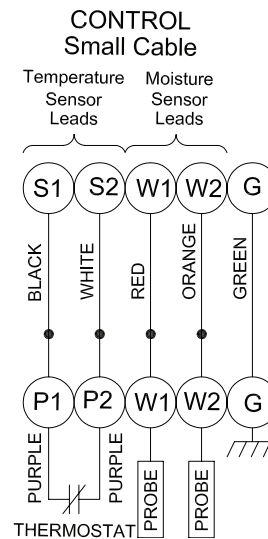 CONTROL
Small Cable
Temperature Moisture
Sensor Sensor
Leads Leads
S1 S2 W1 W2 G
BLACK WHITE RED ORANGE GREEN
P1 P2 W1 W2 G
PURPLE PURPLE PROBE PROBE
THERMOSTAT